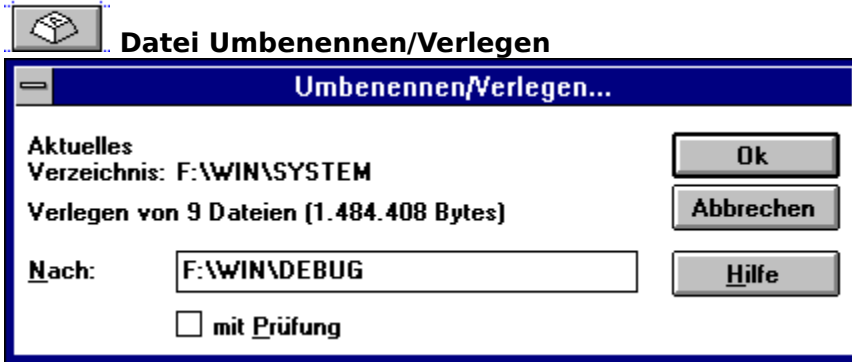 Datei Umbenennen/Verlegen
Umbenennen/Verlegen...
Aktuelles
Verzeichnis: F:\WIN\SYSTEM
Ok
Verlegen von 9 Dateien (1.484.408 Bytes)
Abbrechen
Nach: F:\WIN\DEBUG
Hilfe
mit Prüfung